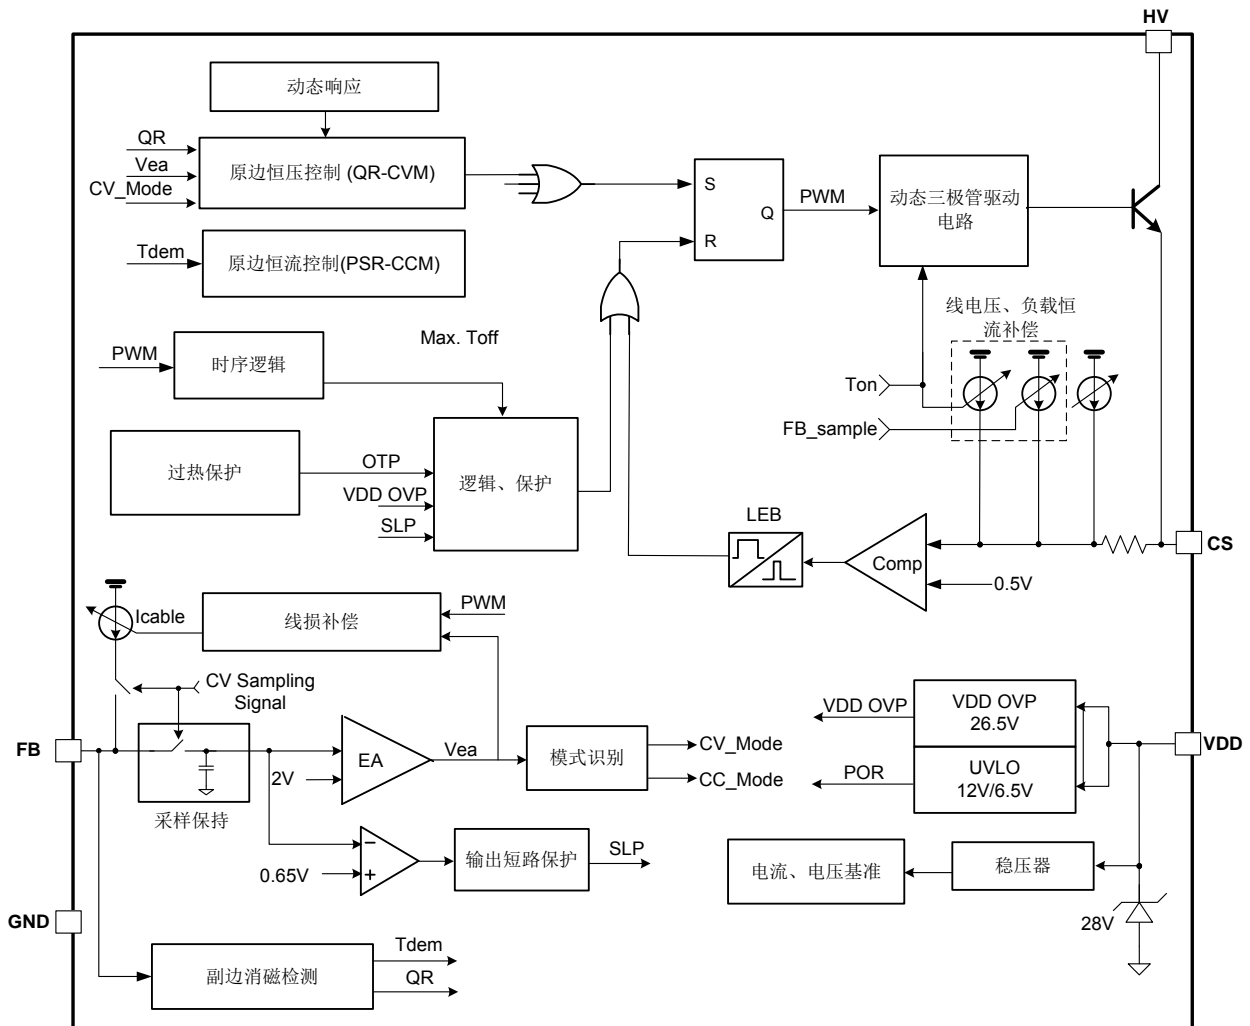 HV
动态响应
QR
Vea
CV_Mode
原边恒压控制 (QR-CVM)
S
Q
R
PWM
动态三极管驱动
电路
Tdem
原边恒流控制(PSR-CCM)
线电压、负载恒
流补偿
Max. Toff
PWM
时序逻辑
Ton
FB_sample
过热保护
OTP
VDD OVP
SLP
逻辑、保护
LEB
Comp
CS
0.5V
Icable
线损补偿
PWM
CV Sampling
Signal
VDD OVP
VDD OVP
26.5V
FB
EA
Vea
2V
模式识别
CV_Mode
CC_Mode
POR
UVLO
12V/6.5V
VDD
采样保持
0.65V
−
+
输出短路保护
SLP
电流、电压基准
稳压器
28V
GND
副边消磁检测
Tdem
QR